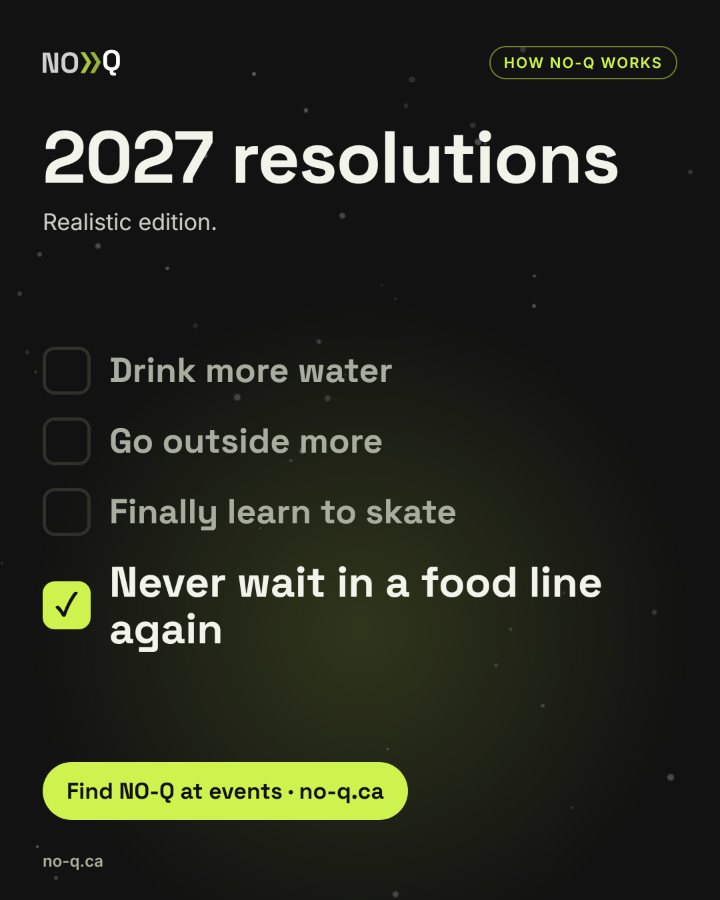 NO»Q
HOW NO-Q WORKS
2027 resolutions
Realistic edition.
Drink more water
Go outside more
Finally learn to skate
✓ Never wait in a food line
again
Find NO-Q at events · no-q.ca
no-q.ca